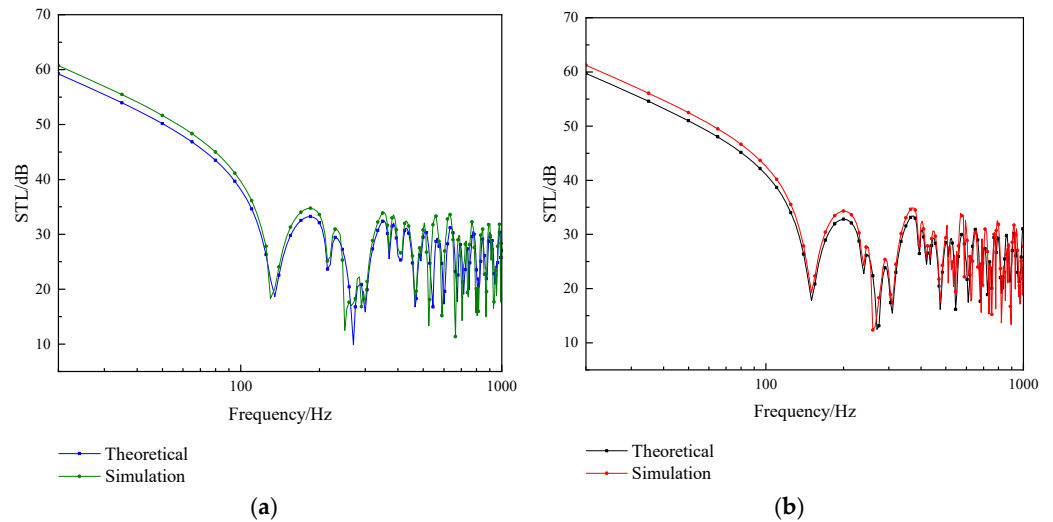 70
60
50
40
30
20
10
STL/dB
100
1000
Frequency/Hz
Theoretical
Simulation
(a)
70
60
50
40
30
20
10
STL/dB
100
1000
Frequency/Hz
Theoretical
Simulation
(b)